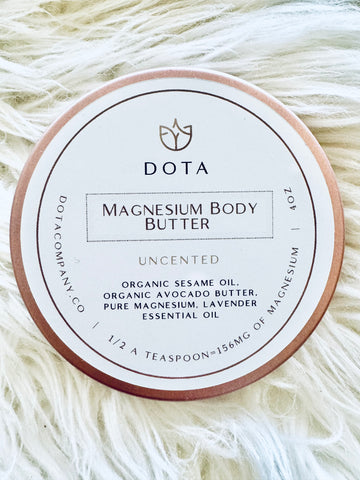 DOTA
MAGNESIUM BODY
BUTTER
UNCENTED
ORGANIC SESAME OIL,
ORGANIC AVOCADO BUTTER,
PURE MAGNESIUM, LAVENDER
ESSENTIAL OIL
DOTACOMPANY.CO | 1/2 A TEASPOON=156MG OF MAGNESIUM | 4OZ